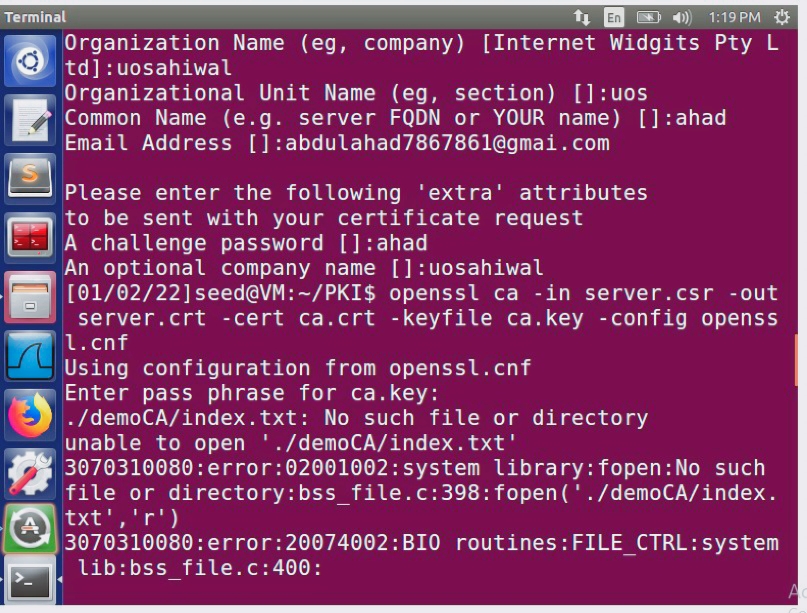 Terminal
En
1:19 PM
Organization Name (eg, company) [Internet Widgits Pty L
td]:uosahiwal
Organizational Unit Name (eg, section) []:uos
Common Name (e.g. server FQDN or YOUR name) []:ahad
Email Address []:abdulahad7867861@gmai.com
Please enter the following 'extra' attributes
to be sent with your certificate request
A challenge password []:ahad
An optional company name []:uosahiwal
[01/02/22]seed@VM:~/PKI$ openssl ca -in server.csr -out
server.crt -cert ca.crt -keyfile ca.key -config openss
l.cnf
Using configuration from openssl.cnf
Enter pass phrase for ca.key:
./demoCA/index.txt: No such file or directory
unable to open './demoCA/index.txt'
3070310080:error:02001002:system library:fopen:No such
file or directory:bss_file.c:398:fopen('./demoCA/index.
txt','r')
3070310080:error:20074002:BIO routines:FILE_CTRL:system
lib:bss_file.c:400: